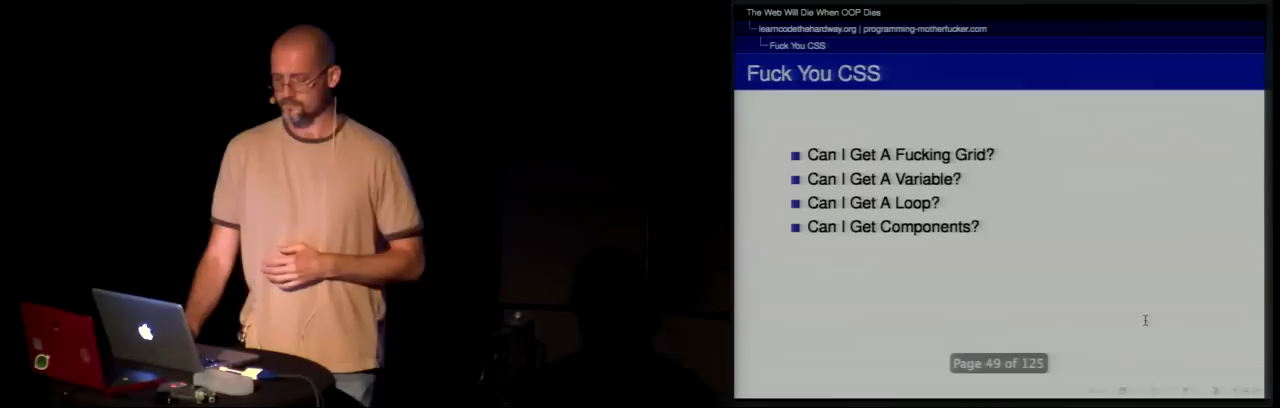 The Web Will Die When OOP Dies
learncodethehardway.org | programming-motherfucker.com
Fuck You CSS
Fuck You CSS
Can I Get A Fucking Grid?
Can I Get A Variable?
Can I Get A Loop?
Can I Get Components?
Page 49 of 125